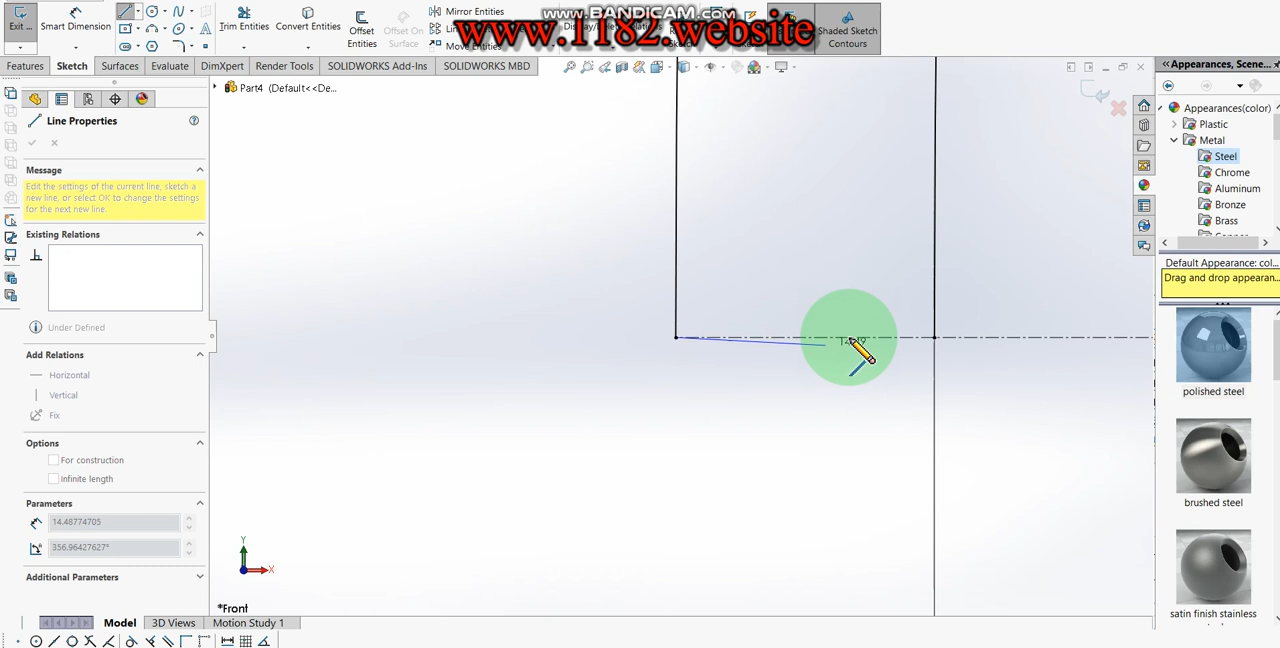 www.BANDICAM.com
www.1182.website
Exit ...
Smart Dimension
Trim Entities
Convert Entities
Offset
Entities
Offset On
Surface
Mirror Entities
Move Entities
Shaded Sketch
Contours
Features
Sketch
Surfaces
Evaluate
DimXpert
Render Tools
SOLIDWORKS Add-Ins
SOLIDWORKS MBD
Part4 (Default<<De...
Line Properties
Message
Edit the settings of the current line, sketch a
new line, or select OK to change the settings
for the next new line.
Existing Relations
Under Defined
Add Relations
Horizontal
Vertical
Fix
Options
For construction
Infinite length
Parameters
14.48774705
356.96427627°
Additional Parameters
Y
X
*Front
Model
3D Views
Motion Study 1
Appearances, Scene...
Appearances(color)
Plastic
Metal
Steel
Chrome
Aluminum
Bronze
Brass
Default Appearance: col...
Drag and drop appearan...
polished steel
brushed steel
satin finish stainless